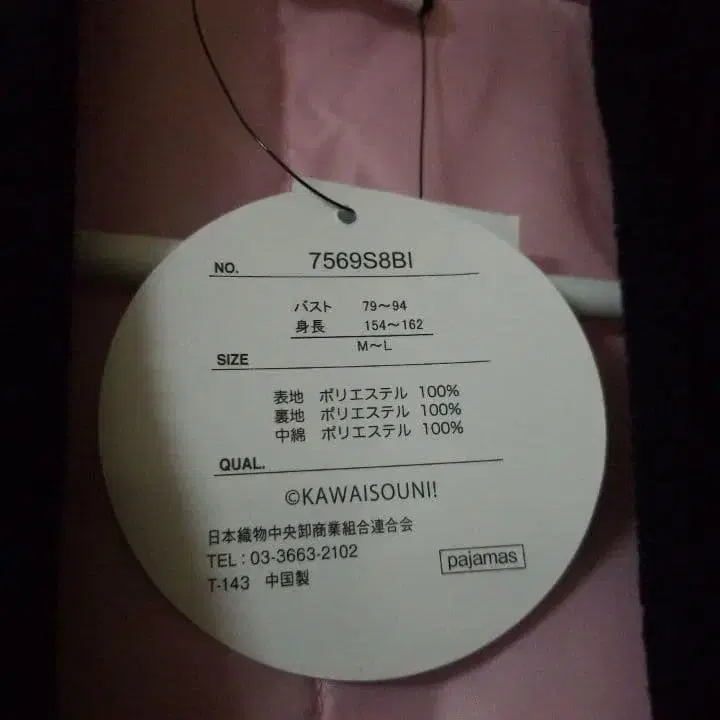 NO. 7569S8BI
バスト 79～94
身長 154～162
M～L
SIZE
表地 ポリエステル 100%
裏地 ポリエステル 100%
中綿 ポリエステル 100%
QUAL.
©KAWAISOUNI!
日本織物中央卸商業組合連合会
TEL：03-3663-2102
T-143 中国製
pajamas